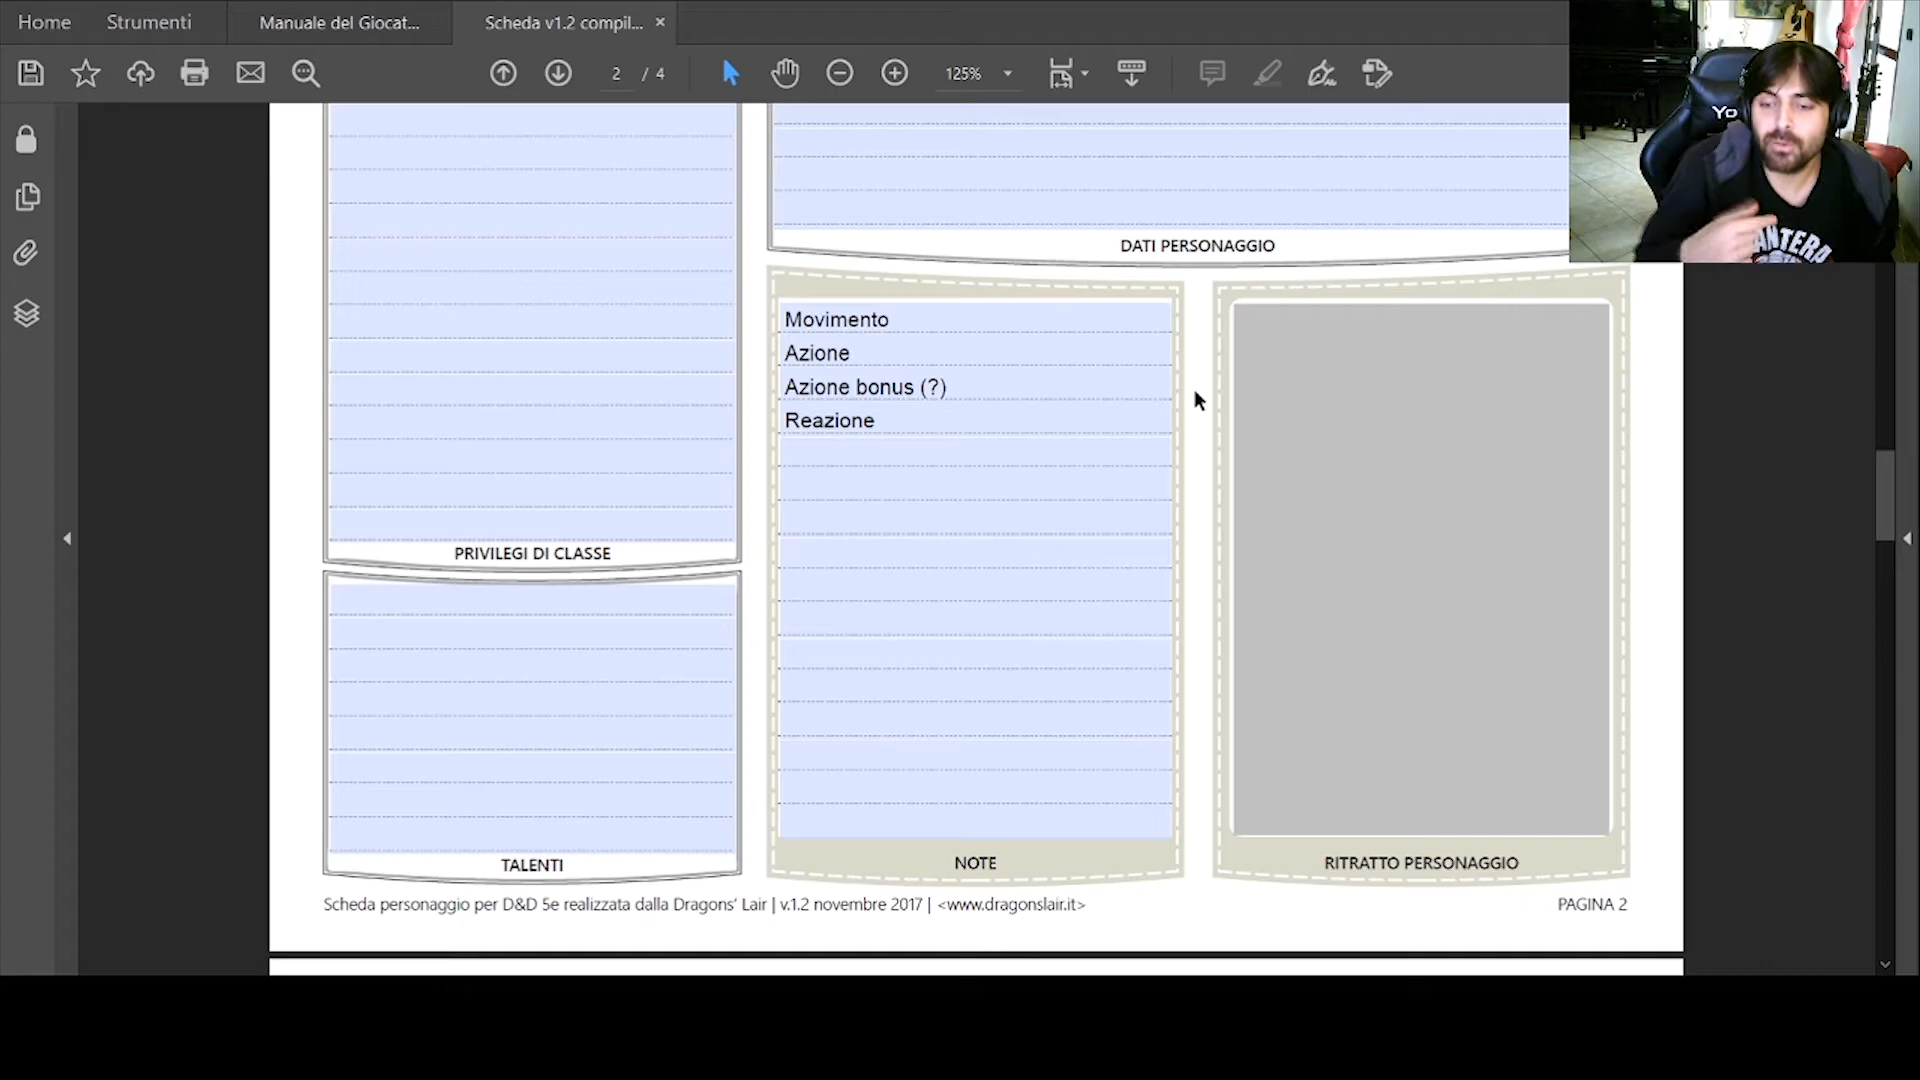 Home
Strumenti
Manuale del Giocat...
Scheda v1.2 compil...
2 / 4
125%
Yo
PANTERA
DATI PERSONAGGIO
Movimento
Azione
Azione bonus (?)
Reazione
PRIVILEGI DI CLASSE
TALENTI
NOTE
RITRATTO PERSONAGGIO
Scheda personaggio per D&D 5e realizzata dalla Dragons' Lair | v.1.2 novembre 2017 | <www.dragonslair.it>
PAGINA 2